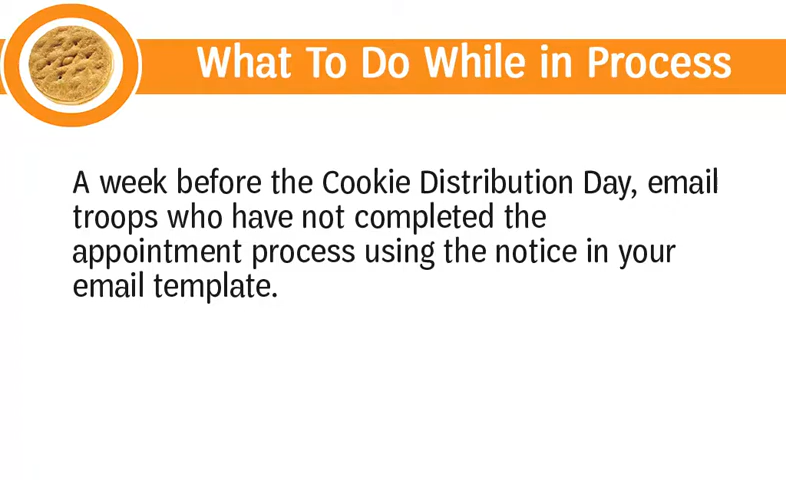 What To Do While in Process
A week before the Cookie Distribution Day, email
troops who have not completed the
appointment process using the notice in your
email template.